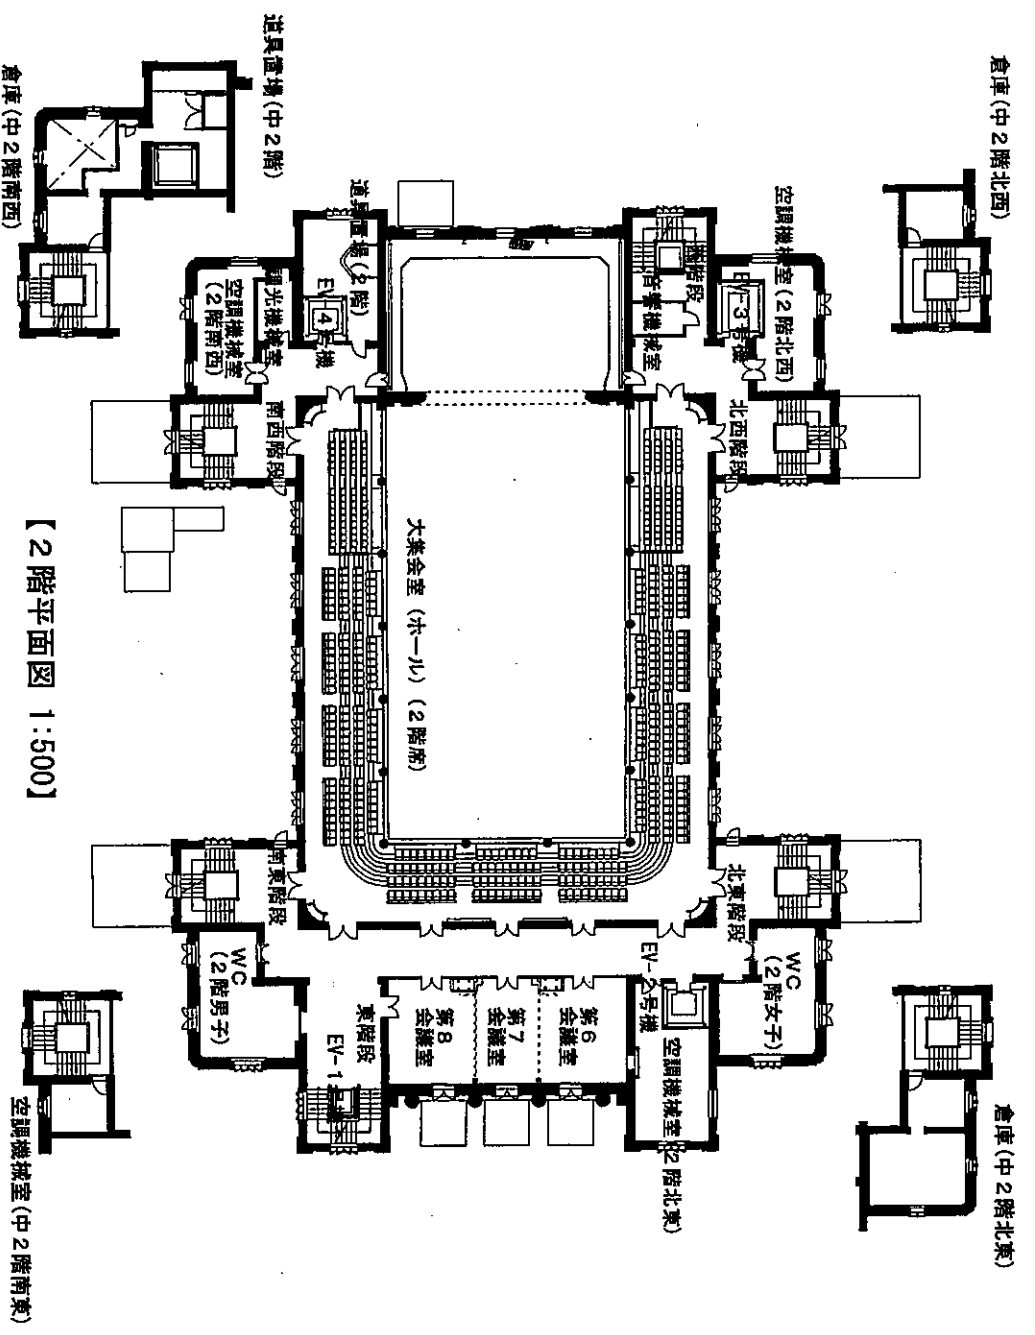 道具置場(中2階)
倉庫(中2階南西)
倉庫(中2階北西)
道具置場(2階)
EV-4号機
調光機械室
空調機械室
(2階南西)
南西階段
西階段
音響機械室
EV-3号機
空調機械室(2階北西)
北西階段
大集会室(ホール)(2階席)
【2階平面図 1:500】
南東階段
WC
(2階男子)
東階段
EV-1号機
第8
会議室
第7
会議室
第6
会議室
EV-2号機
空調機械室(2階北東)
北東階段
WC
(2階女子)
空調機械室(中2階南東)
倉庫(中2階北東)